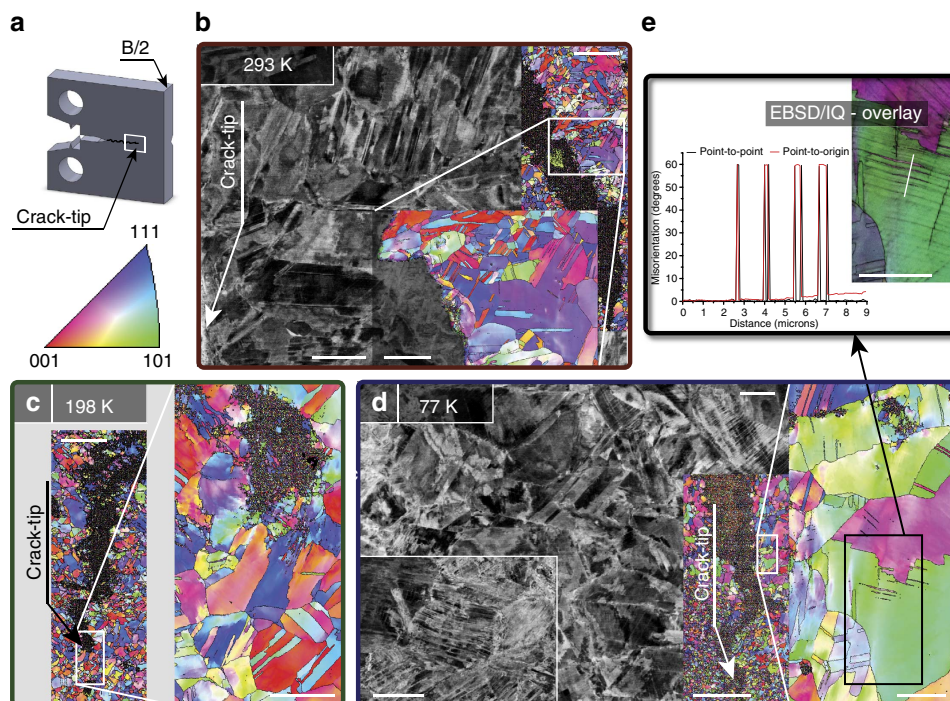 a
B/2
Crack-tip
111
001
101
b
293 K
Crack-tip
e
EBSD/IQ - overlay
Point-to-point
Point-to-origin
Misorientation (degrees)
60
50
40
30
20
10
0
0 1 2 3 4 5 6 7 8 9
Distance (microns)
c
198 K
Crack-tip
d
77 K
Crack-tip